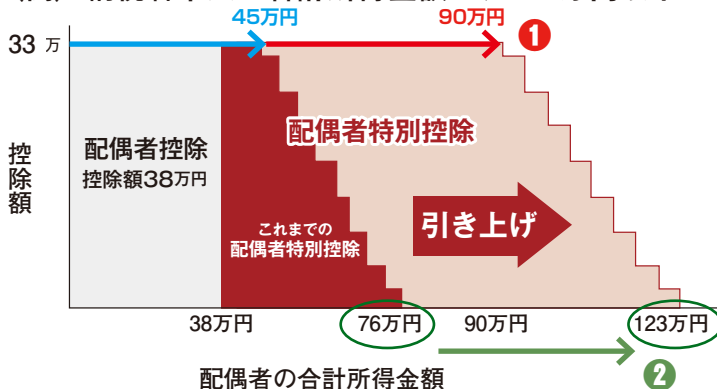 45万円
90万円
❶
33 万
控除額
配偶者控除
控除額38万円
配偶者特別控除
これまでの
配偶者特別控除
引き上げ
38万円
76万円
90万円
123万円
❷
配偶者の合計所得金額